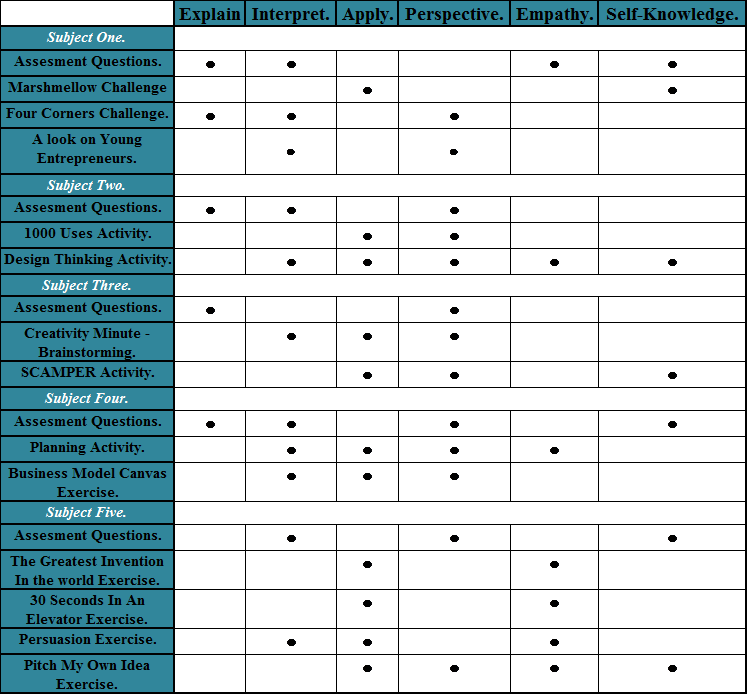 Explain Interpret. Apply. Perspective. Empathy. Self-Knowledge.
Subject One.
Assesment Questions. ● ● ● ●
Marshmellow Challenge ● ●
Four Corners Challenge. ● ● ●
A look on Young
Entrepreneurs. ● ●
Subject Two.
Assesment Questions. ● ● ●
1000 Uses Activity. ● ●
Design Thinking Activity. ● ● ● ● ●
Subject Three.
Assesment Questions. ● ●
Creativity Minute -
Brainstorming. ● ● ●
SCAMPER Activity. ● ● ●
Subject Four.
Assesment Questions. ● ● ● ●
Planning Activity. ● ● ● ●
Business Model Canvas
Exercise. ● ● ●
Subject Five.
Assesment Questions. ● ● ●
The Greatest Invention
In the world Exercise. ● ●
30 Seconds In An
Elevator Exercise. ● ●
Persuasion Exercise. ● ● ●
Pitch My Own Idea
Exercise. ● ● ● ●